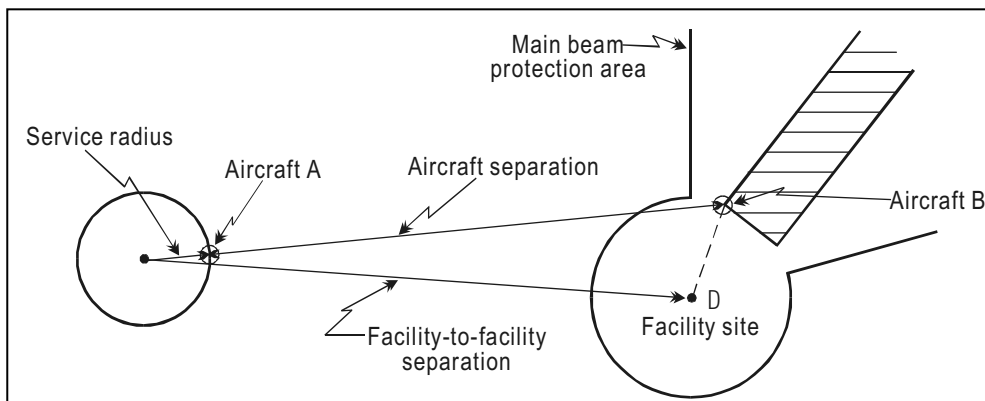 Main beam
protection area
Service radius
Aircraft A
Aircraft separation
Aircraft B
D
Facility site
Facility-to-facility
separation